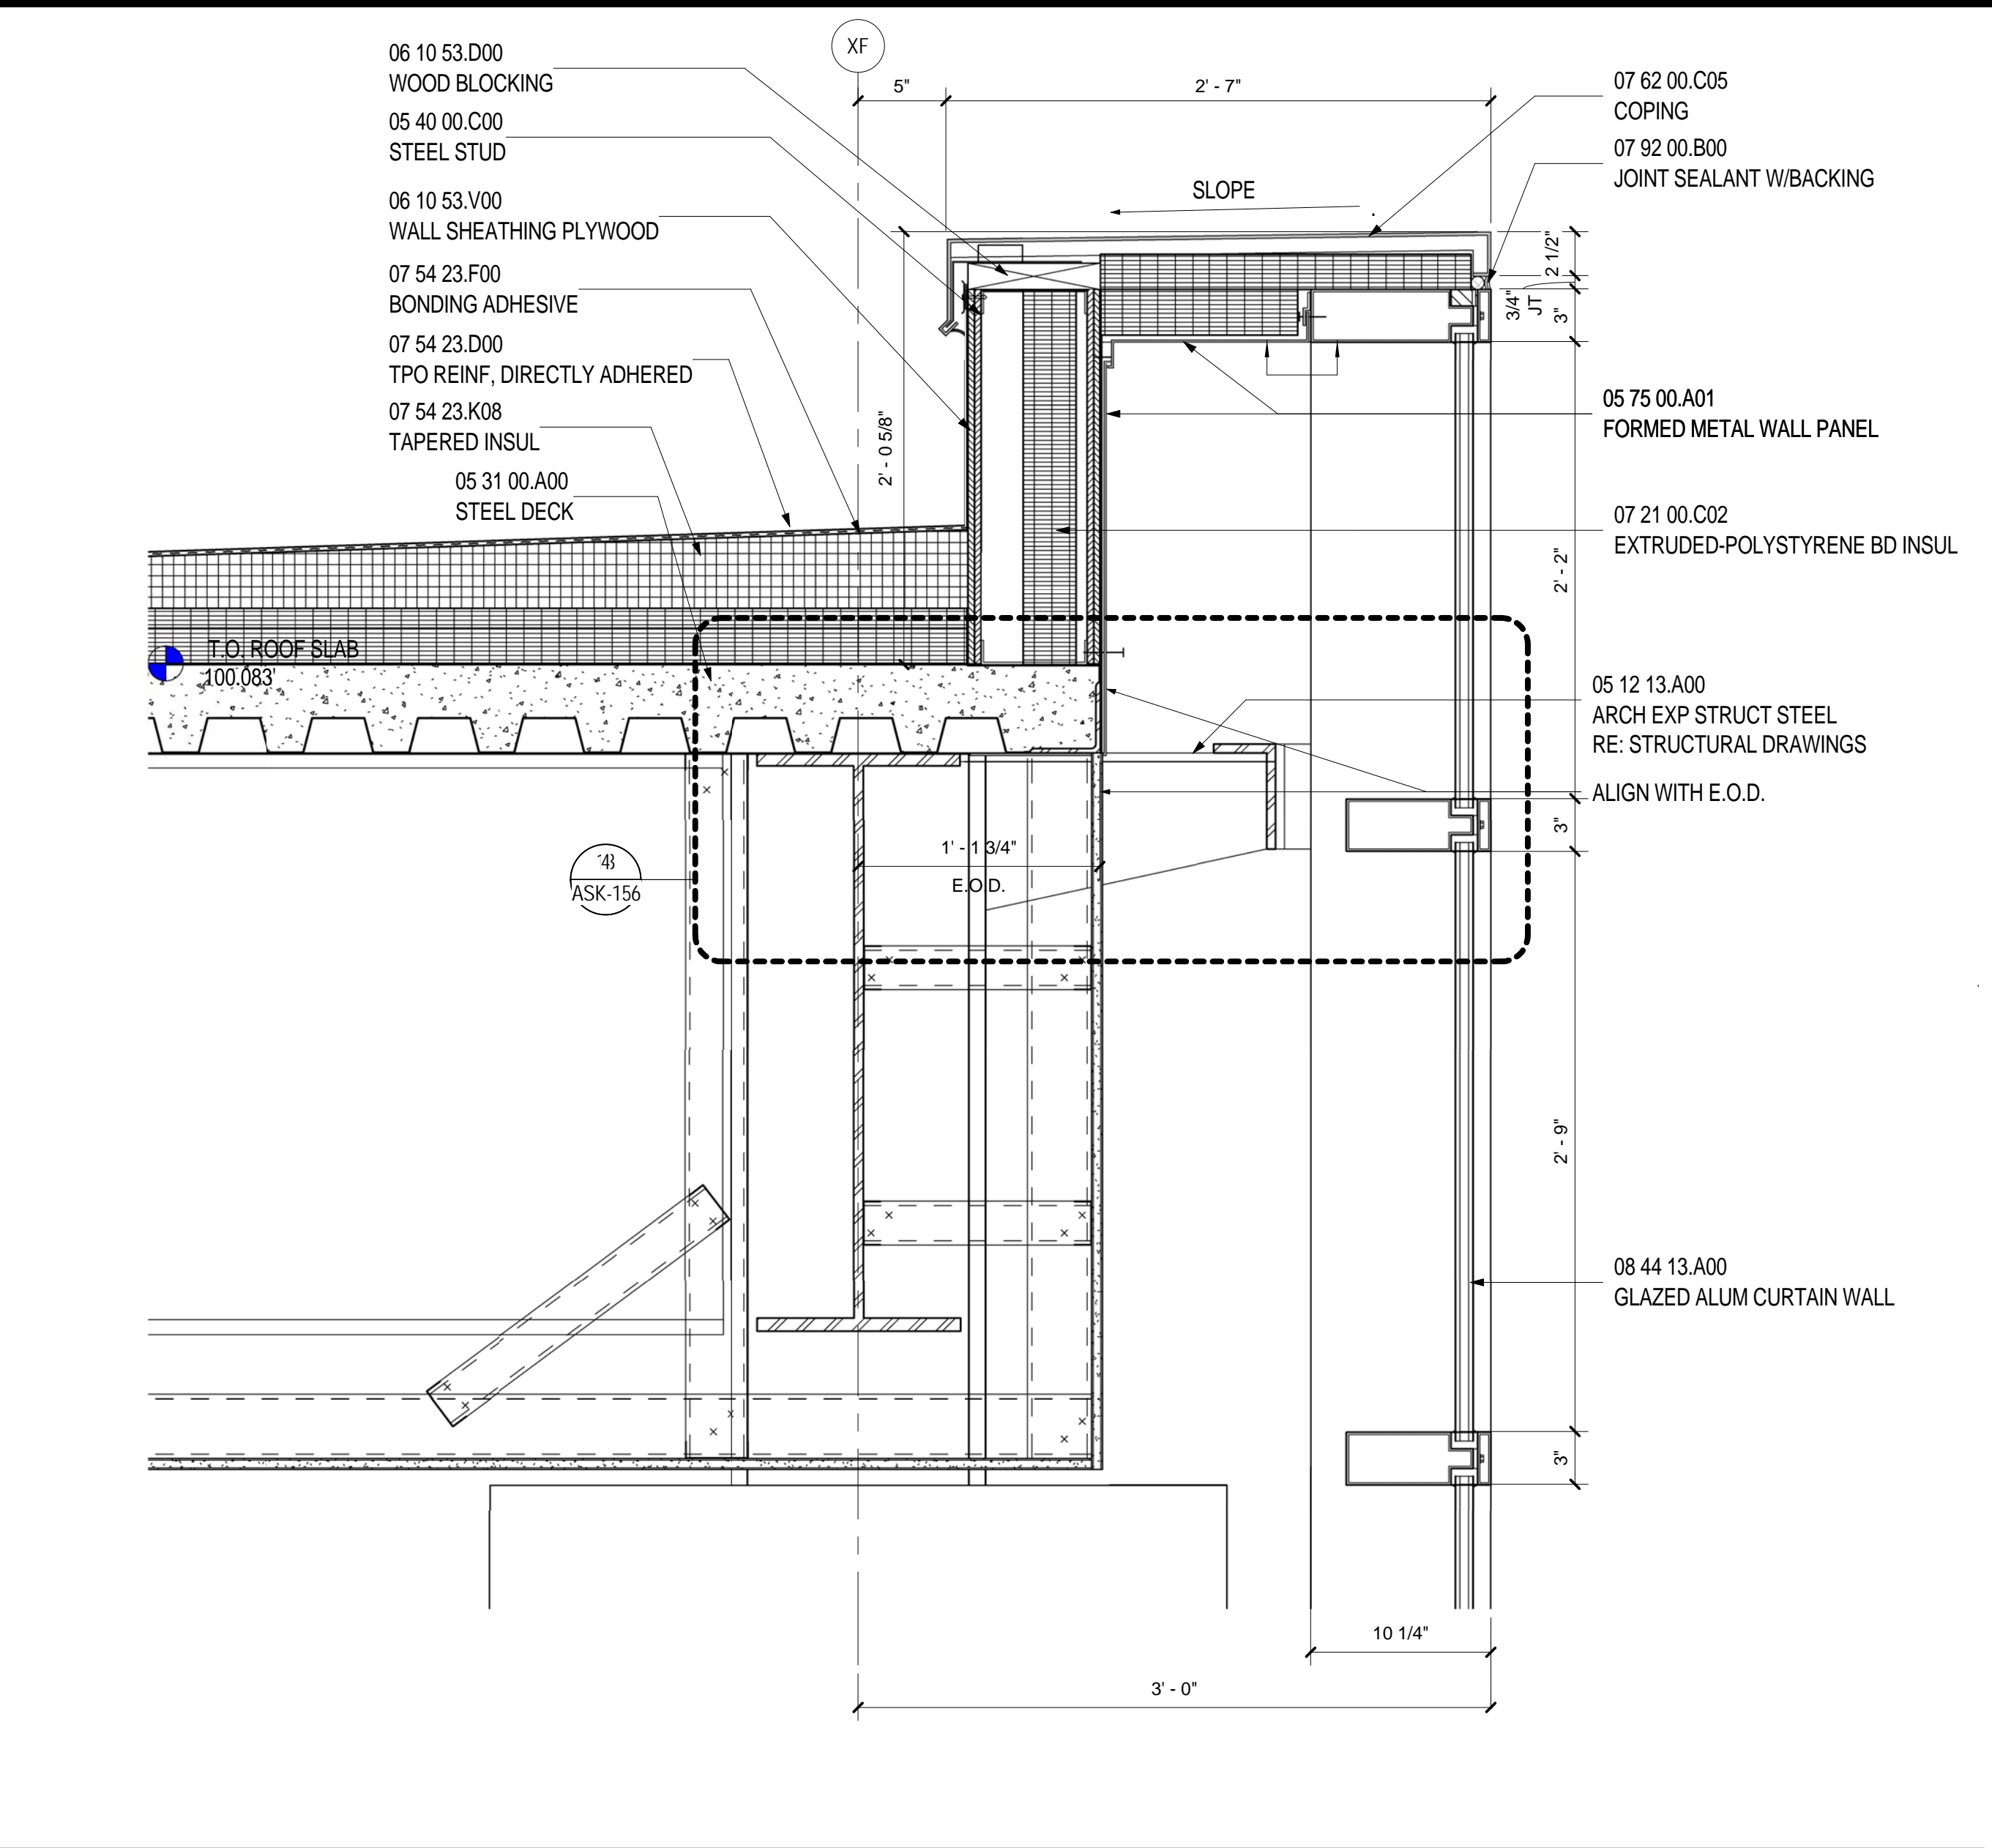 XF
5"
2' - 7"
06 10 53.D00
WOOD BLOCKING
05 40 00.C00
STEEL STUD
06 10 53.V00
WALL SHEATHING PLYWOOD
07 54 23.F00
BONDING ADHESIVE
07 54 23.D00
TPO REINF, DIRECTLY ADHERED
07 54 23.K08
TAPERED INSUL
05 31 00.A00
STEEL DECK
07 62 00.C05
COPING
07 92 00.B00
JOINT SEALANT W/BACKING
SLOPE
2 1/2"
3/4"
JT
3"
05 75 00.A01
FORMED METAL WALL PANEL
2' - 0 5/8"
07 21 00.C02
EXTRUDED-POLYSTYRENE BD INSUL
2' - 2"
T.O. ROOF SLAB
100.083'
05 12 13.A00
ARCH EXP STRUCT STEEL
RE: STRUCTURAL DRAWINGS
ALIGN WITH E.O.D.
3"
1' - 1 3/4"
E.O.D.
ASK-156
2' - 9"
08 44 13.A00
GLAZED ALUM CURTAIN WALL
3"
10 1/4"
3' - 0"